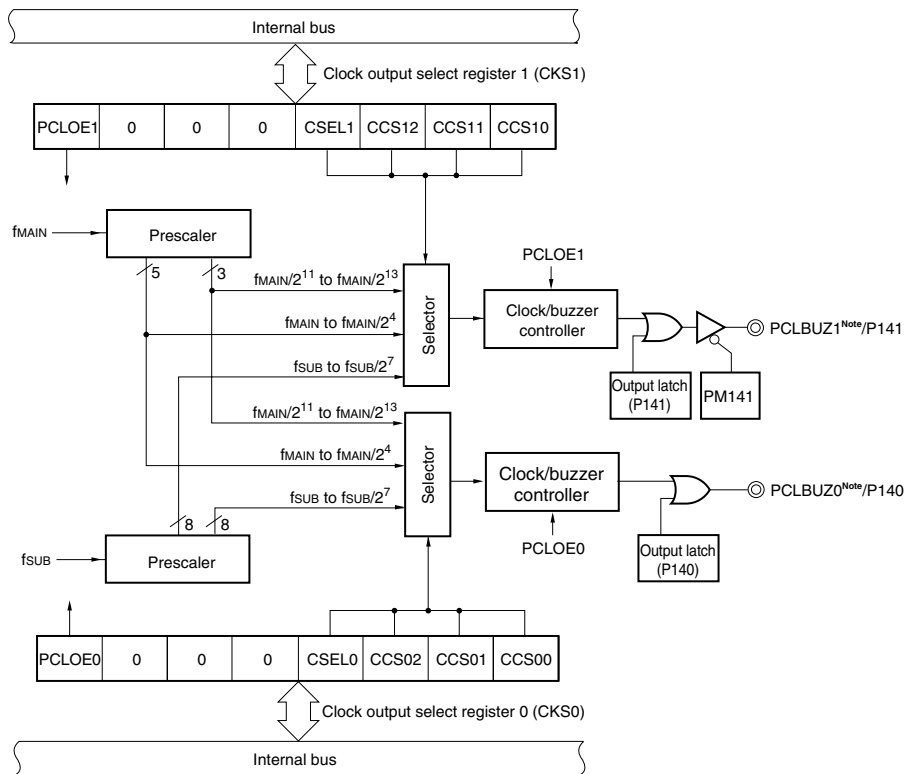 Internal bus
Clock output select register 1 (CKS1)
PCLOE1 0 0 0 CSEL1 CCS12 CCS11 CCS10
fMAIN
Prescaler
5 3
PCLOE1
fMAIN/2¹¹ to fMAIN/2¹³
fMAIN to fMAIN/2⁴
fSUB to fSUB/2⁷
Selector
Clock/buzzer
controller
PCLBUZ1ᴺᵒᵗᵉ/P141
Output latch
(P141)
PM141
fMAIN/2¹¹ to fMAIN/2¹³
fMAIN to fMAIN/2⁴
fSUB to fSUB/2⁷
Selector
Clock/buzzer
controller
PCLBUZ0ᴺᵒᵗᵉ/P140
PCLOE0
Output latch
(P140)
8 8
fSUB
Prescaler
PCLOE0 0 0 0 CSEL0 CCS02 CCS01 CCS00
Clock output select register 0 (CKS0)
Internal bus